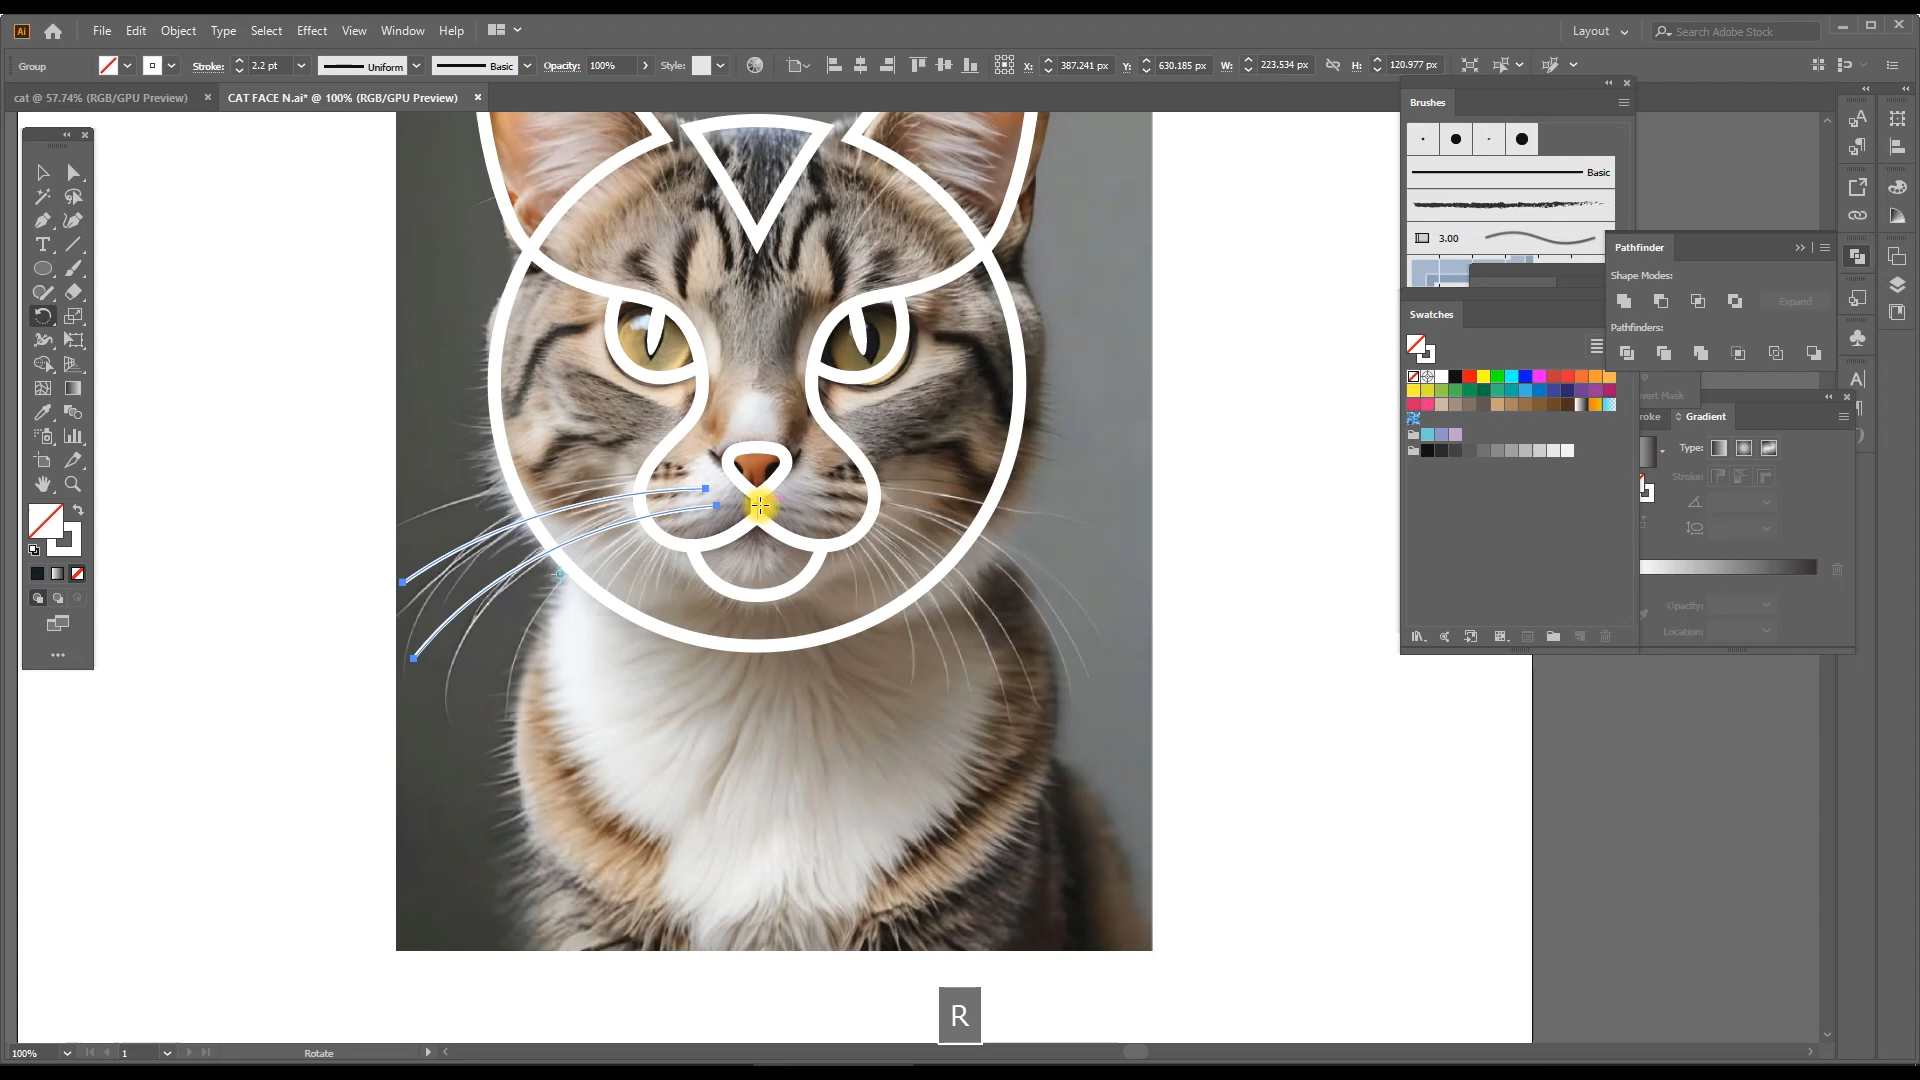 Ai File Edit Object Type Select Effect View Window Help Layout Search Adobe Stock
Group Stroke: 2.2 pt Uniform Basic Opacity: 100% Style: X: 387.241 px Y: 630.185 px W: 223.534 px H: 120.977 px
cat @ 57.74% (RGB/GPU Preview) × CAT FACE N.ai* @ 100% (RGB/GPU Preview) ×
Brushes
Basic
3.00
Pathfinder
Shape Modes:
Expand
Pathfinders:
Swatches
vert Mask
roke Gradient
Type:
Stroke:
Opacity:
Location:
R
100% 1 Rotate